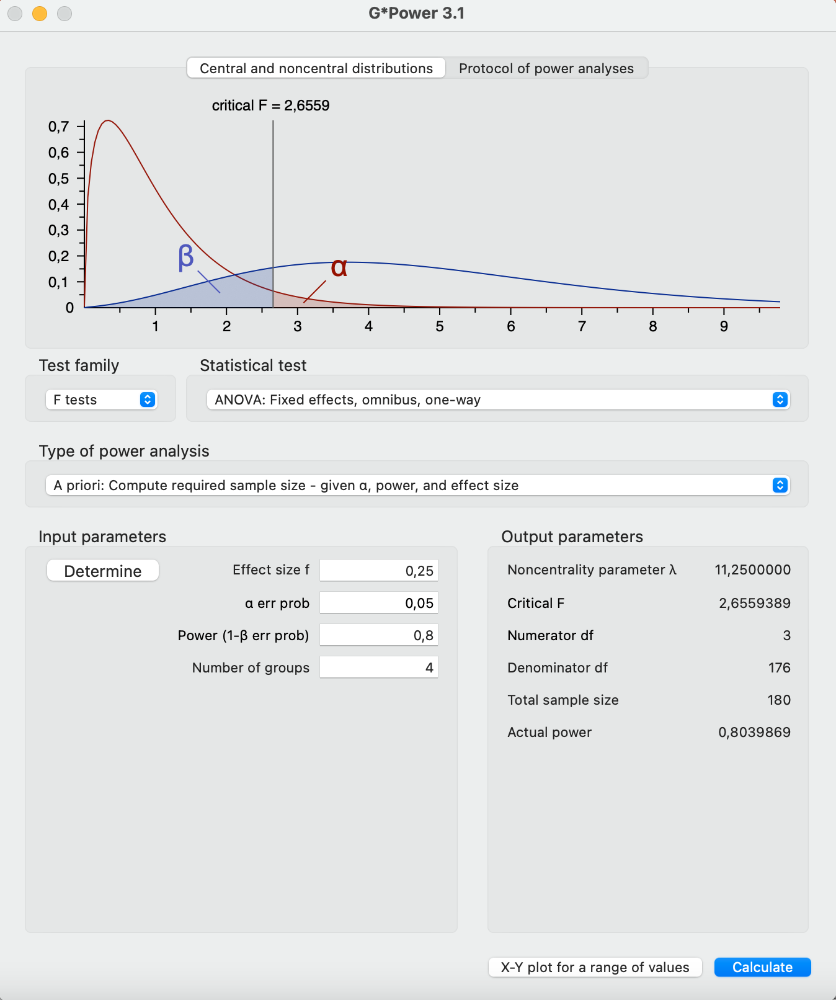 G*Power 3.1
Central and noncentral distributions
Protocol of power analyses
critical F = 2,6559
0,7
0,6
0,5
0,4
0,3
0,2
0,1
0
β
α
1 2 3 4 5 6 7 8 9
Test family
Statistical test
F tests
ANOVA: Fixed effects, omnibus, one-way
Type of power analysis
A priori: Compute required sample size - given α, power, and effect size
Input parameters
Determine
Effect size f 0,25
α err prob 0,05
Power (1-β err prob) 0,8
Number of groups 4
Output parameters
Noncentrality parameter λ 11,2500000
Critical F 2,6559389
Numerator df 3
Denominator df 176
Total sample size 180
Actual power 0,8039869
X-Y plot for a range of values
Calculate